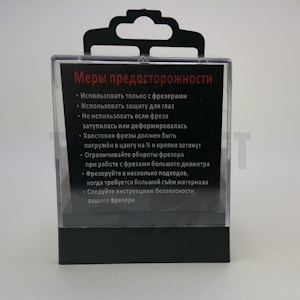 Меры предосторожности
• Использовать только с фрезерами
• Использовать защиту для глаз
• Не использовать если фреза
затупилась или деформировалась
• Хвостовик фрезы должен быть
погружён в цангу на ¾ и крепко затянут
• Ограничивайте обороты фрезера
при работе с фрезами большого диаметра
• Фрезеруйте в несколько подходов,
когда требуется большой съём материала
• Следуйте инструкциям безопасности
вашего фрезера